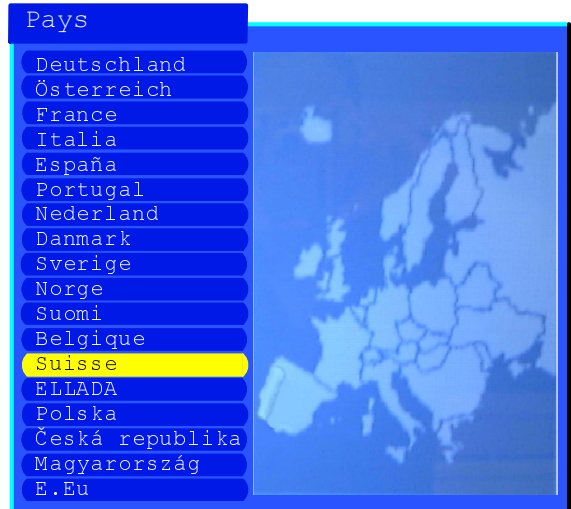 Pays
Deutschland
Österreich
France
Italia
España
Portugal
Nederland
Danmark
Sverige
Norge
Suomi
Belgique
Suisse
ELLADA
Polska
Česká republika
Magyarország
E.Eu